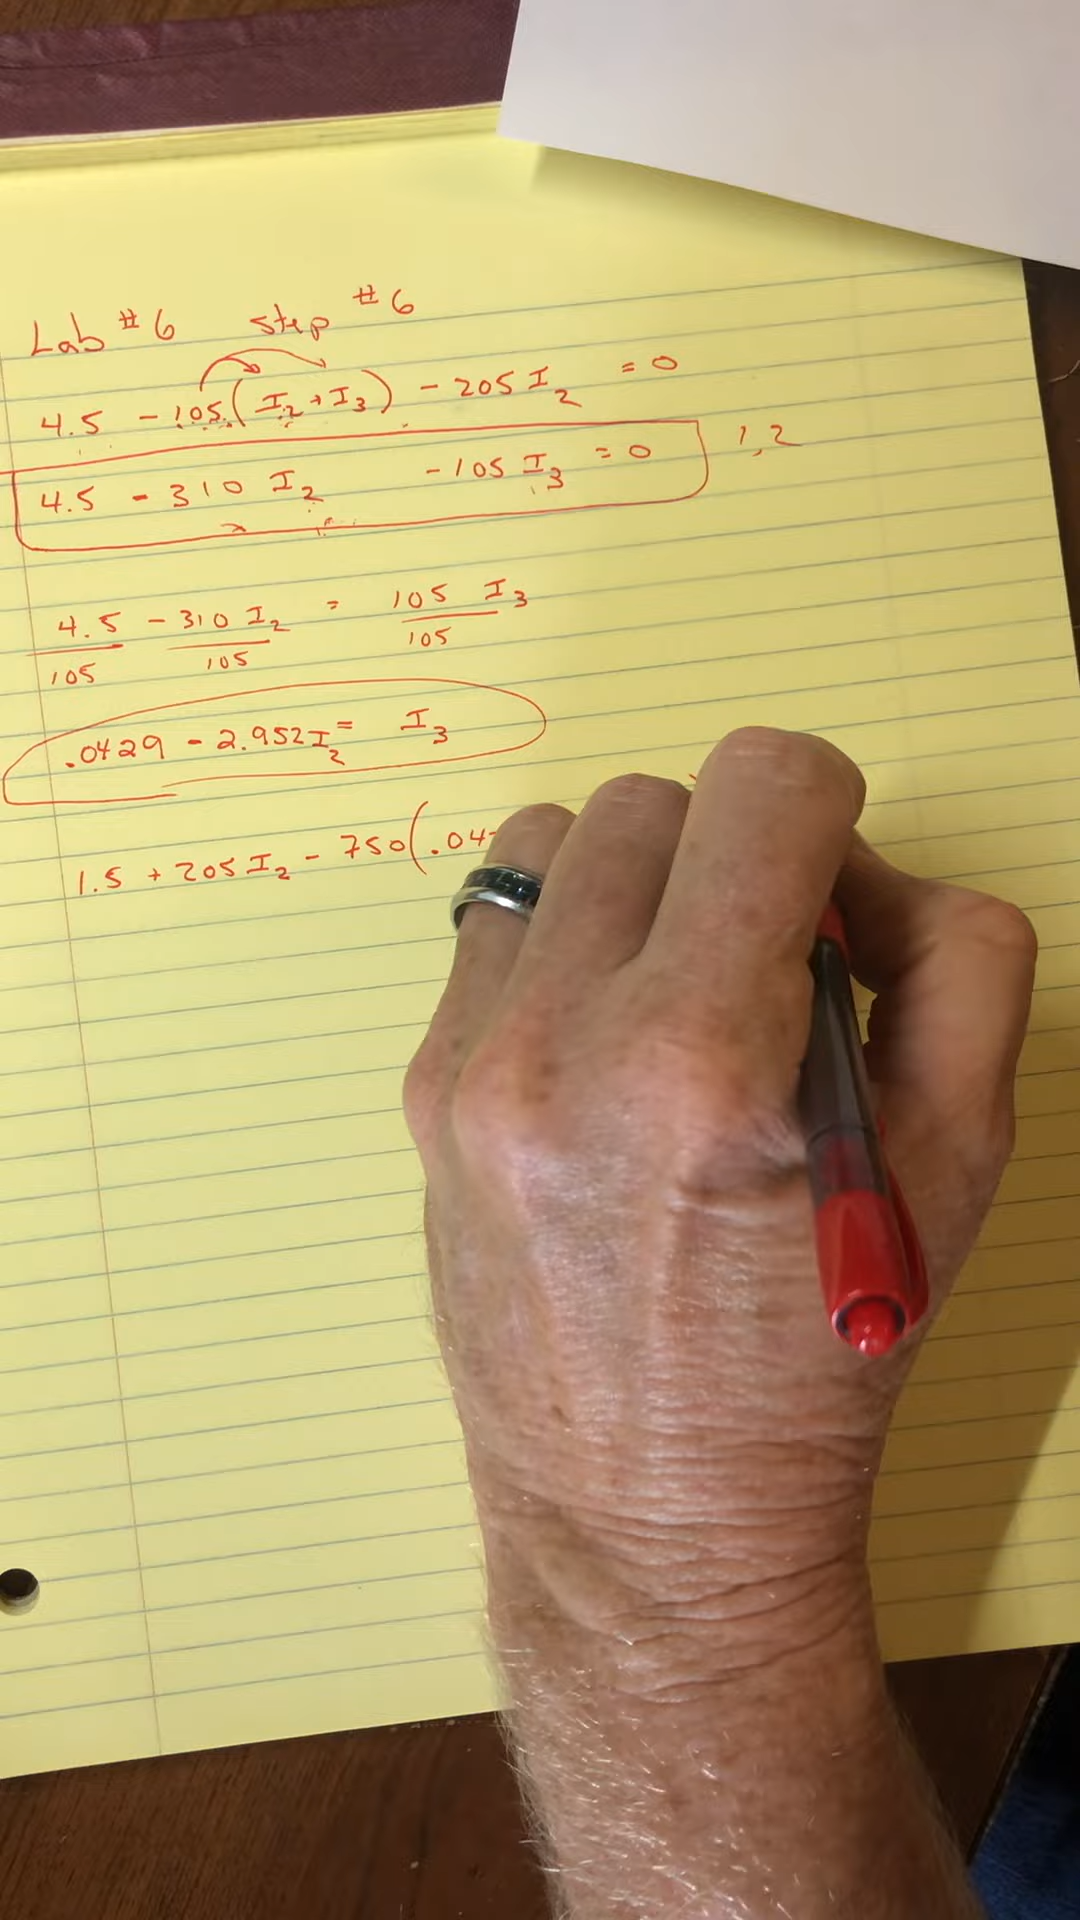 Lab #6 step #6
4.5 - 105(I₂ + I₃) - 205 I₂ = 0
4.5 - 310 I₂ - 105 I₃ = 0 1,2
4.5 - 310 I₂ = 105 I₃
105 105 105
.0429 - 2.952 I₂ = I₃
1.5 + 205 I₂ - 750(.04